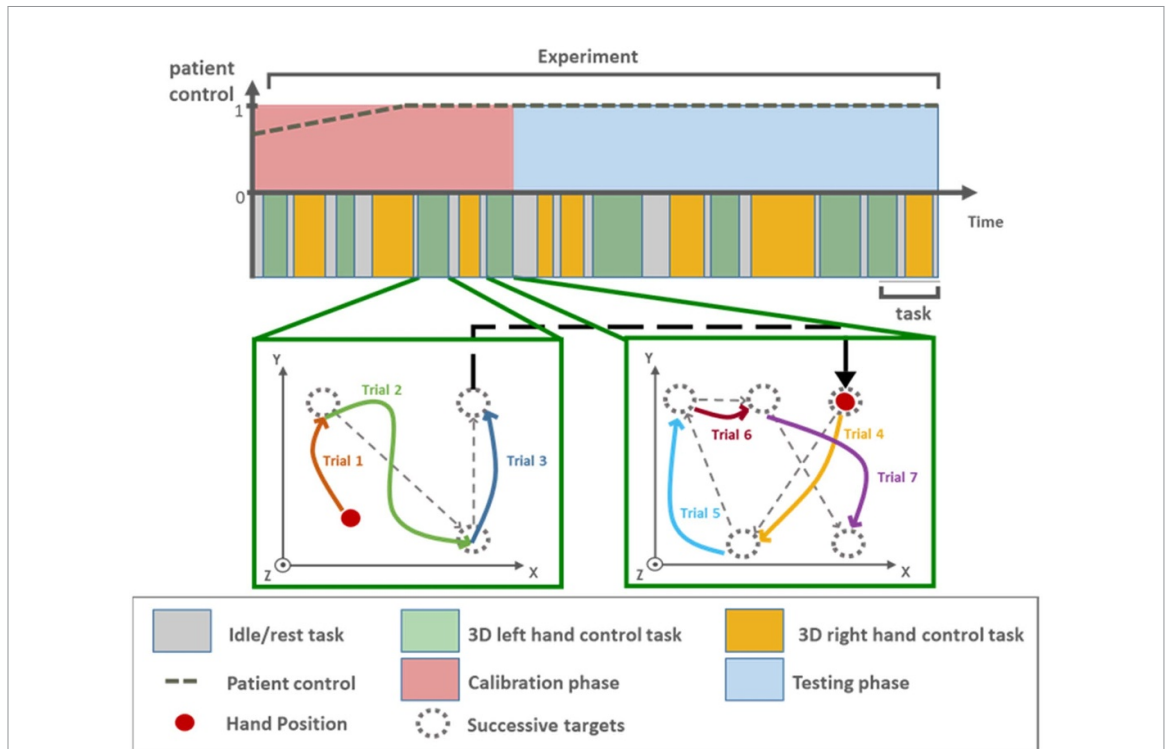 Experiment
patient
control
1
0
Time
task
Y
Trial 2
Trial 1
Trial 3
Z
X
Y
Trial 6
Trial 4
Trial 7
Trial 5
Z
X
Idle/rest task
3D left hand control task
3D right hand control task
Patient control
Calibration phase
Testing phase
Hand Position
Successive targets